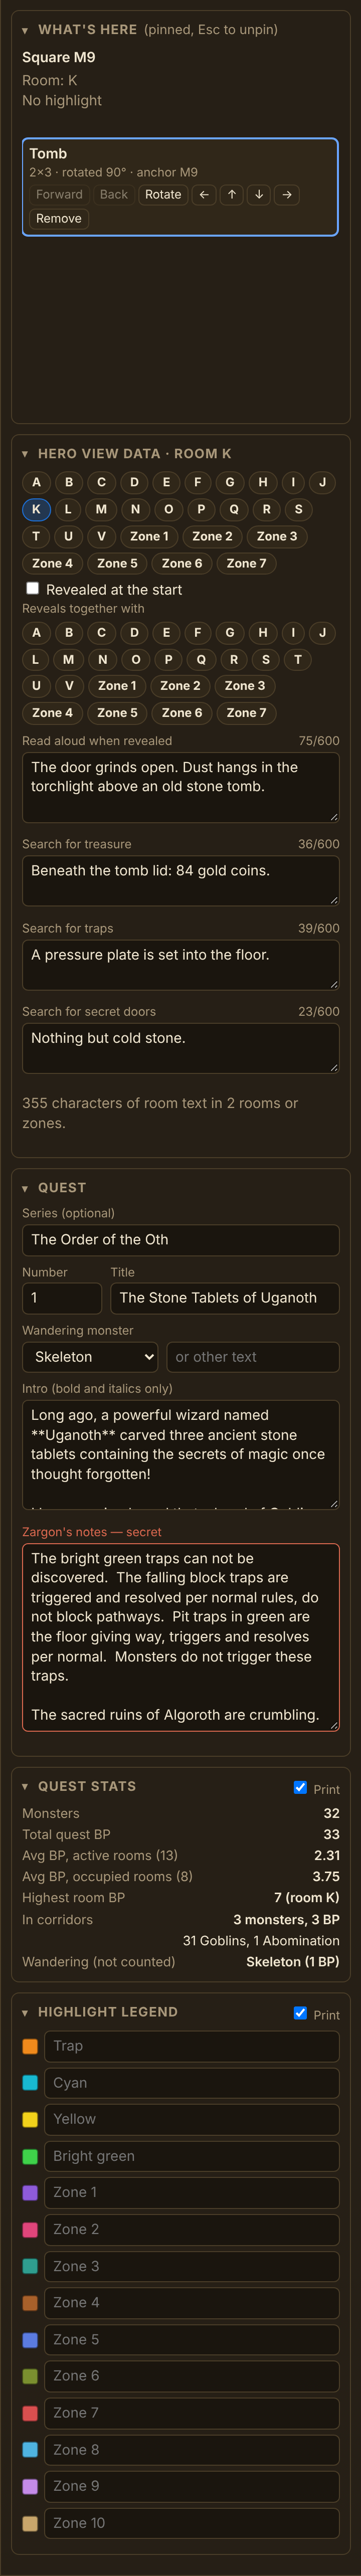 ▼ WHAT'S HERE (pinned, Esc to unpin)
Square M9
Room: K
No highlight
Tomb
2×3 · rotated 90° · anchor M9
Forward Back Rotate ← ↑ ↓ →
Remove
▼ HERO VIEW DATA · ROOM K
A B C D E F G H I J
K L M N O P Q R S
T U V Zone 1 Zone 2 Zone 3
Zone 4 Zone 5 Zone 6 Zone 7
Revealed at the start
Reveals together with
A B C D E F G H I J
L M N O P Q R S T
U V Zone 1 Zone 2 Zone 3
Zone 4 Zone 5 Zone 6 Zone 7
Read aloud when revealed 75/600
The door grinds open. Dust hangs in the
torchlight above an old stone tomb.
Search for treasure 36/600
Beneath the tomb lid: 84 gold coins.
Search for traps 39/600
A pressure plate is set into the floor.
Search for secret doors 23/600
Nothing but cold stone.
355 characters of room text in 2 rooms or
zones.
▼ QUEST
Series (optional)
The Order of the Oth
Number Title
1 The Stone Tablets of Uganoth
Wandering monster
Skeleton or other text
Intro (bold and italics only)
Long ago, a powerful wizard named
**Uganoth** carved three ancient stone
tablets containing the secrets of magic once
thought forgotten!
Zargon's notes — secret
The bright green traps can not be
discovered.  The falling block traps are
triggered and resolved per normal rules, do
not block pathways.  Pit traps in green are
the floor giving way, triggers and resolves
per normal.  Monsters do not trigger these
traps.
The sacred ruins of Algoroth are crumbling.
▼ QUEST STATS Print
Monsters 32
Total quest BP 33
Avg BP, active rooms (13) 2.31
Avg BP, occupied rooms (8) 3.75
Highest room BP 7 (room K)
In corridors 3 monsters, 3 BP
31 Goblins, 1 Abomination
Wandering (not counted) Skeleton (1 BP)
▼ HIGHLIGHT LEGEND Print
Trap
Cyan
Yellow
Bright green
Zone 1
Zone 2
Zone 3
Zone 4
Zone 5
Zone 6
Zone 7
Zone 8
Zone 9
Zone 10